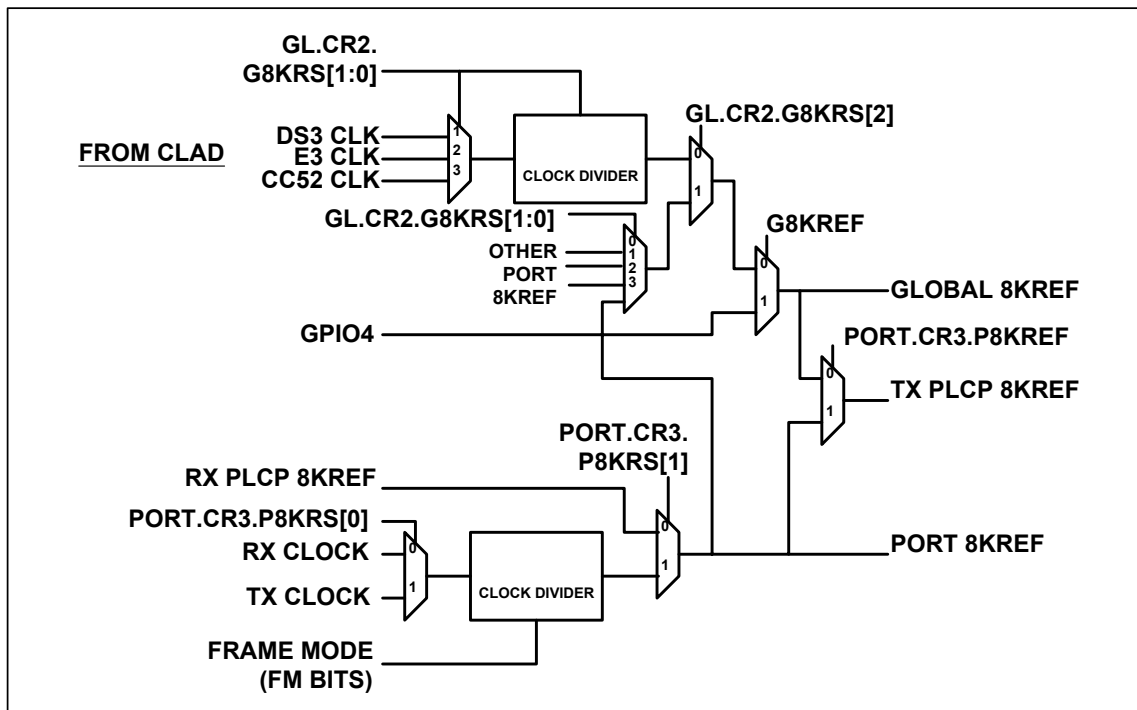 GL.CR2.
G8KRS[1:0]
FROM CLAD
DS3 CLK
E3 CLK
CC52 CLK
1
2
3
CLOCK DIVIDER
GL.CR2.G8KRS[2]
0
1
GL.CR2.G8KRS[1:0]
OTHER
PORT
8KREF
0
1
2
3
G8KREF
0
1
GLOBAL 8KREF
GPIO4
PORT.CR3.P8KREF
0
1
TX PLCP 8KREF
PORT.CR3.
P8KRS[1]
RX PLCP 8KREF
0
1
PORT 8KREF
PORT.CR3.P8KRS[0]
RX CLOCK
TX CLOCK
0
1
CLOCK DIVIDER
FRAME MODE
(FM BITS)